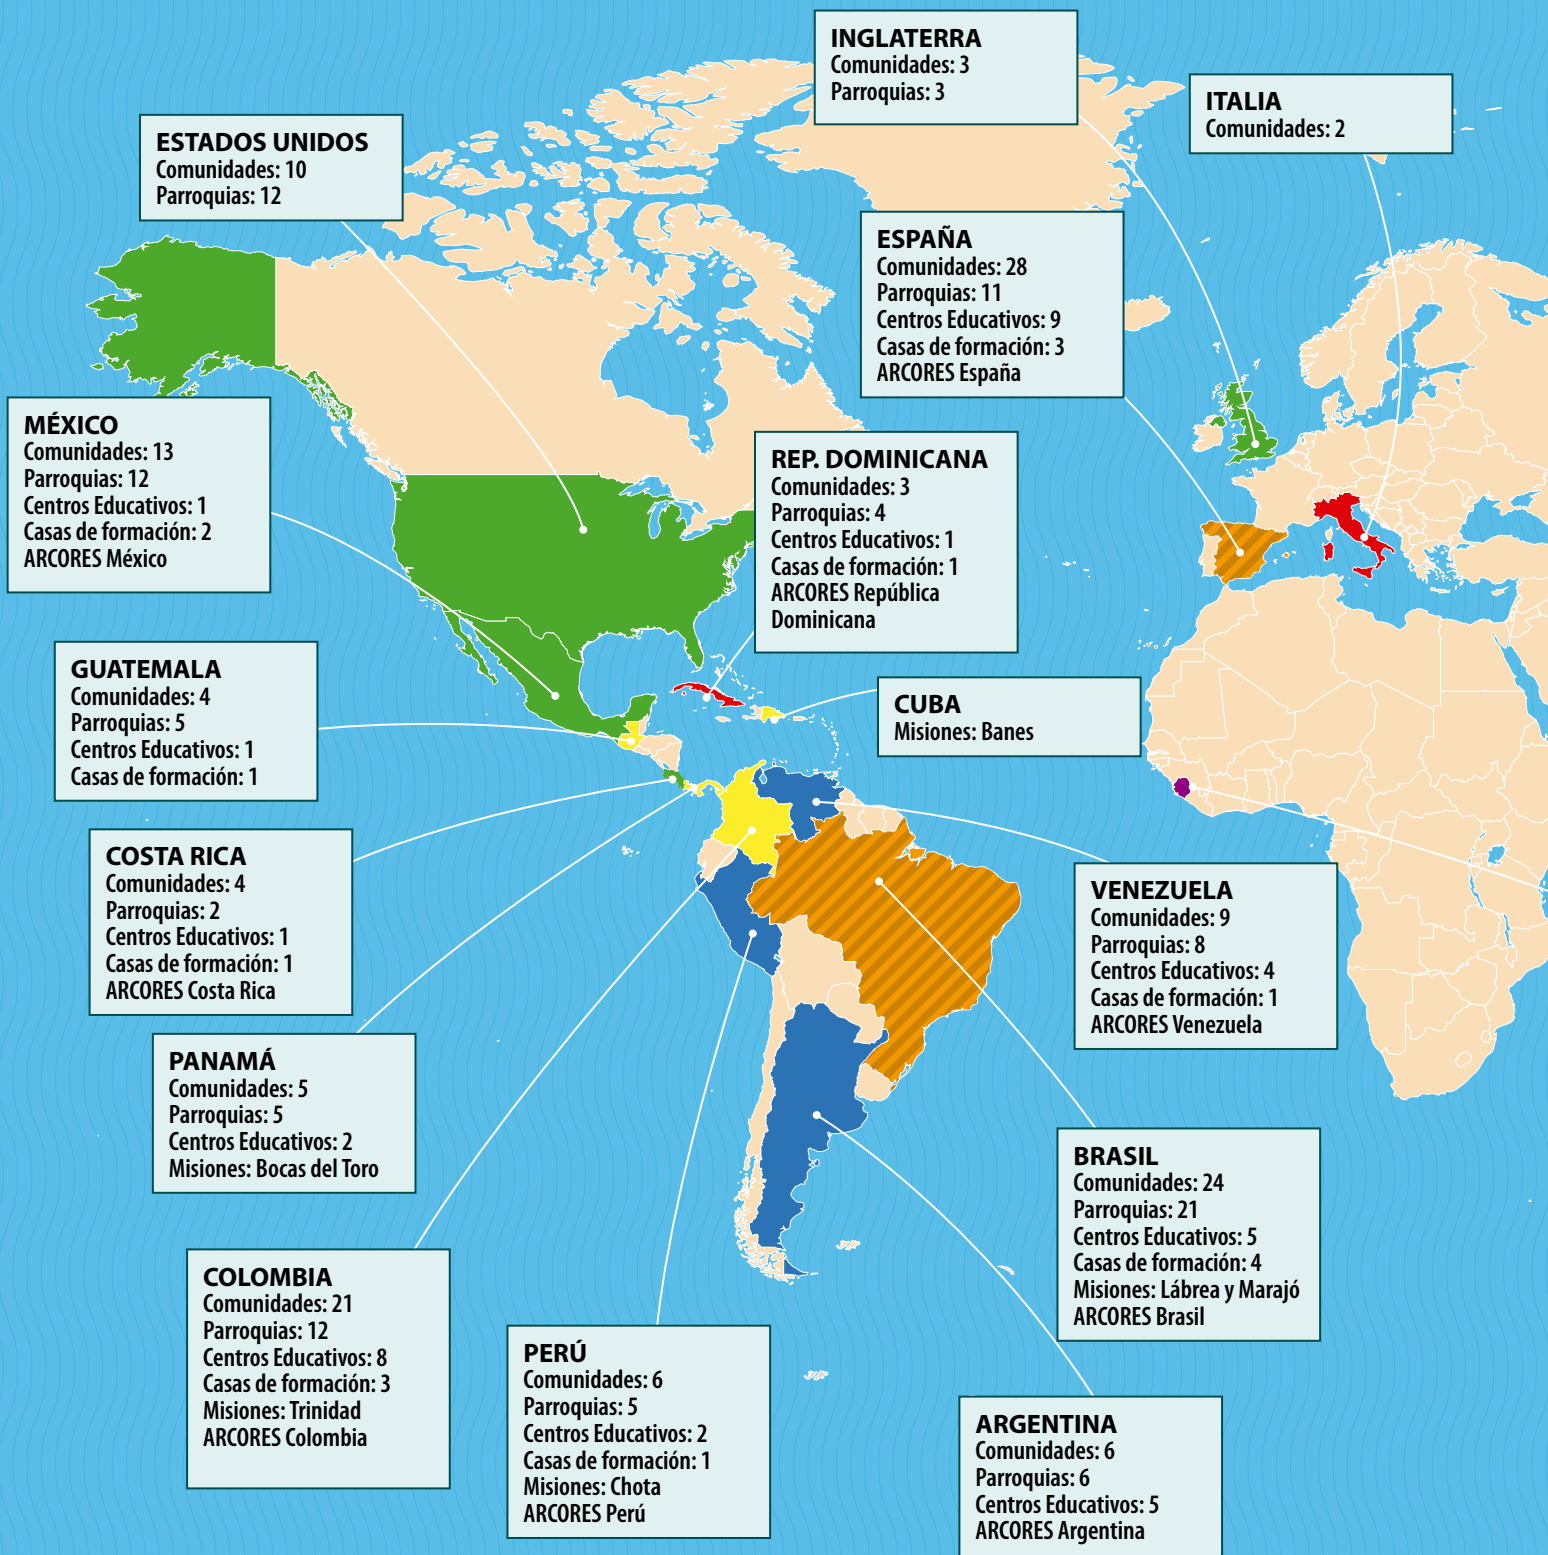 INGLATERRA
Comunidades: 3
Parroquias: 3
ITALIA
Comunidades: 2
ESTADOS UNIDOS
Comunidades: 10
Parroquias: 12
ESPAÑA
Comunidades: 28
Parroquias: 11
Centros Educativos: 9
Casas de formación: 3
ARCORES España
MÉXICO
Comunidades: 13
Parroquias: 12
Centros Educativos: 1
Casas de formación: 2
ARCORES México
REP. DOMINICANA
Comunidades: 3
Parroquias: 4
Centros Educativos: 1
Casas de formación: 1
ARCORES República
Dominicana
GUATEMALA
Comunidades: 4
Parroquias: 5
Centros Educativos: 1
Casas de formación: 1
CUBA
Misiones: Banes
COSTA RICA
Comunidades: 4
Parroquias: 2
Centros Educativos: 1
Casas de formación: 1
ARCORES Costa Rica
VENEZUELA
Comunidades: 9
Parroquias: 8
Centros Educativos: 4
Casas de formación: 1
ARCORES Venezuela
PANAMÁ
Comunidades: 5
Parroquias: 5
Centros Educativos: 2
Misiones: Bocas del Toro
BRASIL
Comunidades: 24
Parroquias: 21
Centros Educativos: 5
Casas de formación: 4
Misiones: Lábrea y Marajó
ARCORES Brasil
COLOMBIA
Comunidades: 21
Parroquias: 12
Centros Educativos: 8
Casas de formación: 3
Misiones: Trinidad
ARCORES Colombia
PERÚ
Comunidades: 6
Parroquias: 5
Centros Educativos: 2
Casas de formación: 1
Misiones: Chota
ARCORES Perú
ARGENTINA
Comunidades: 6
Parroquias: 6
Centros Educativos: 5
ARCORES Argentina